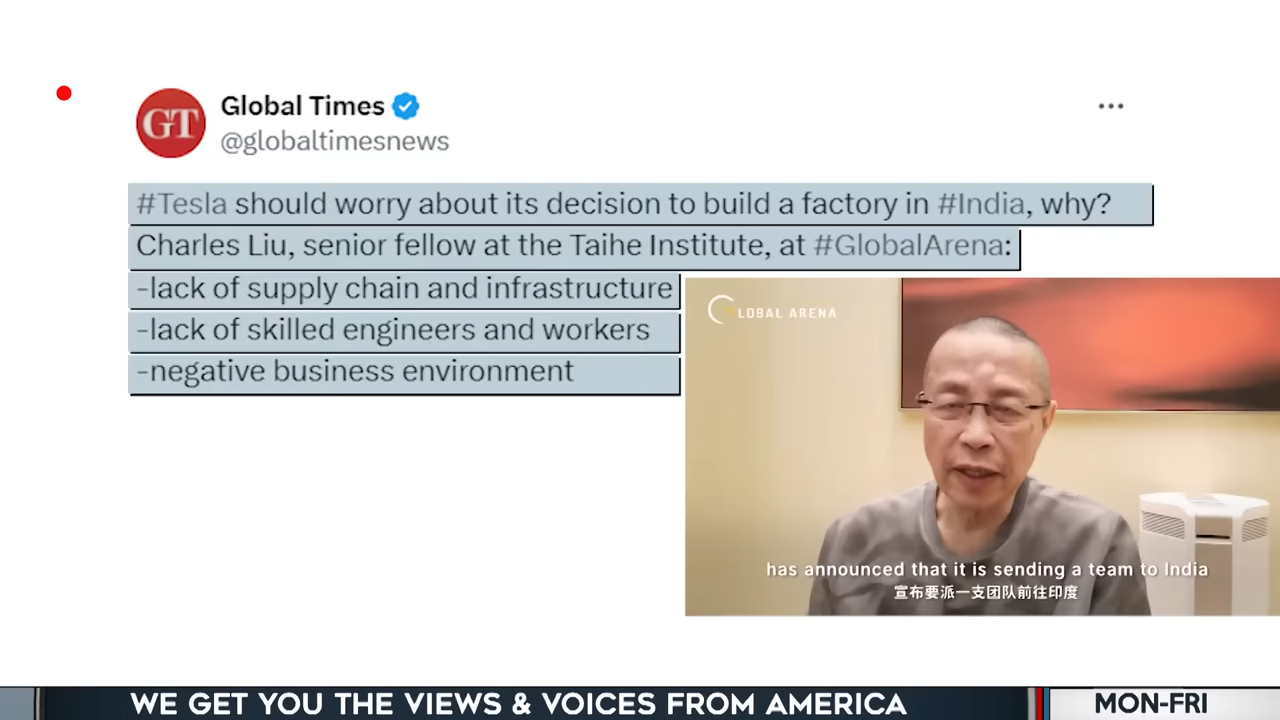 GT
Global Times
@globaltimesnews
#Tesla should worry about its decision to build a factory in #India, why?
Charles Liu, senior fellow at the Taihe Institute, at #GlobalArena:
-lack of supply chain and infrastructure
-lack of skilled engineers and workers
-negative business environment
GLOBAL ARENA
has announced that it is sending a team to India
宣布要派一支团队前往印度
WE GET YOU THE VIEWS & VOICES FROM AMERICA
MON-FRI